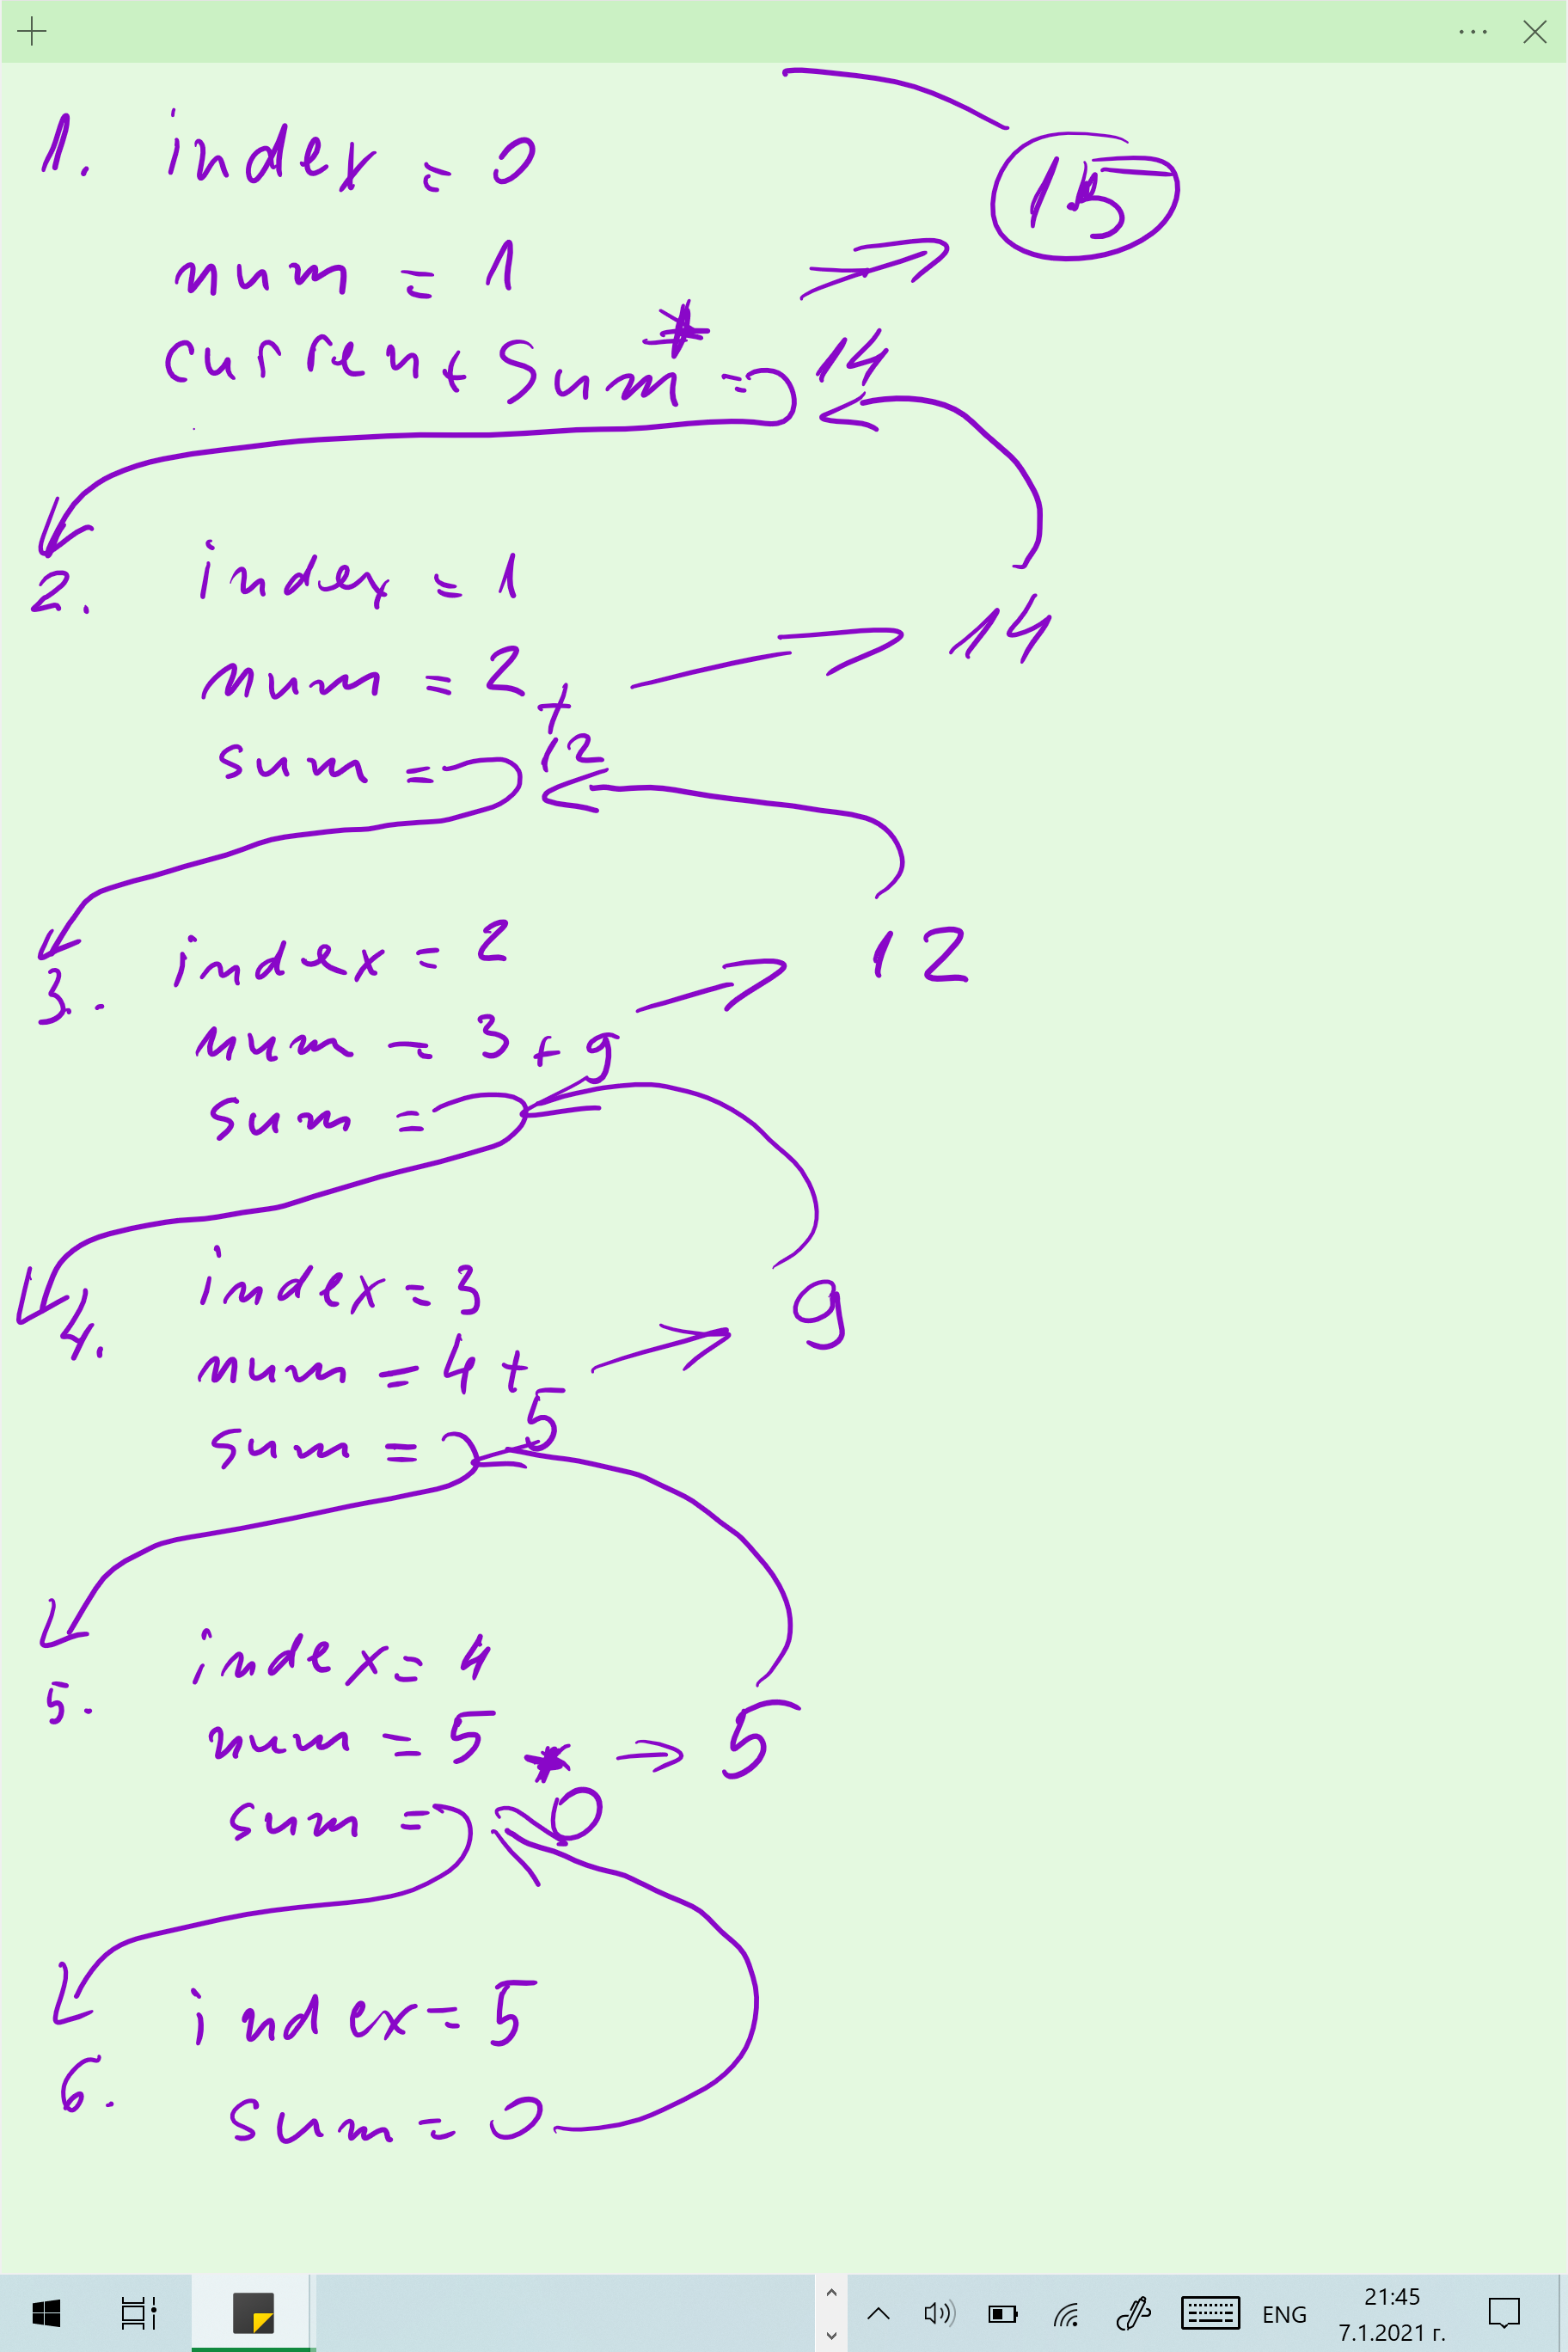 1. index = 0
15
num = 1
current Sum = 14
2. index = 1
14
num = 2 +
sum = 12
3. index = 2
12
num = 3 + 9
sum =
4. index = 3
9
num = 4 +
sum = 5
5. index = 4
num = 5 5
sum = 0
index = 5
6.
sum = 0
ENG
21:45
7.1.2021 г.